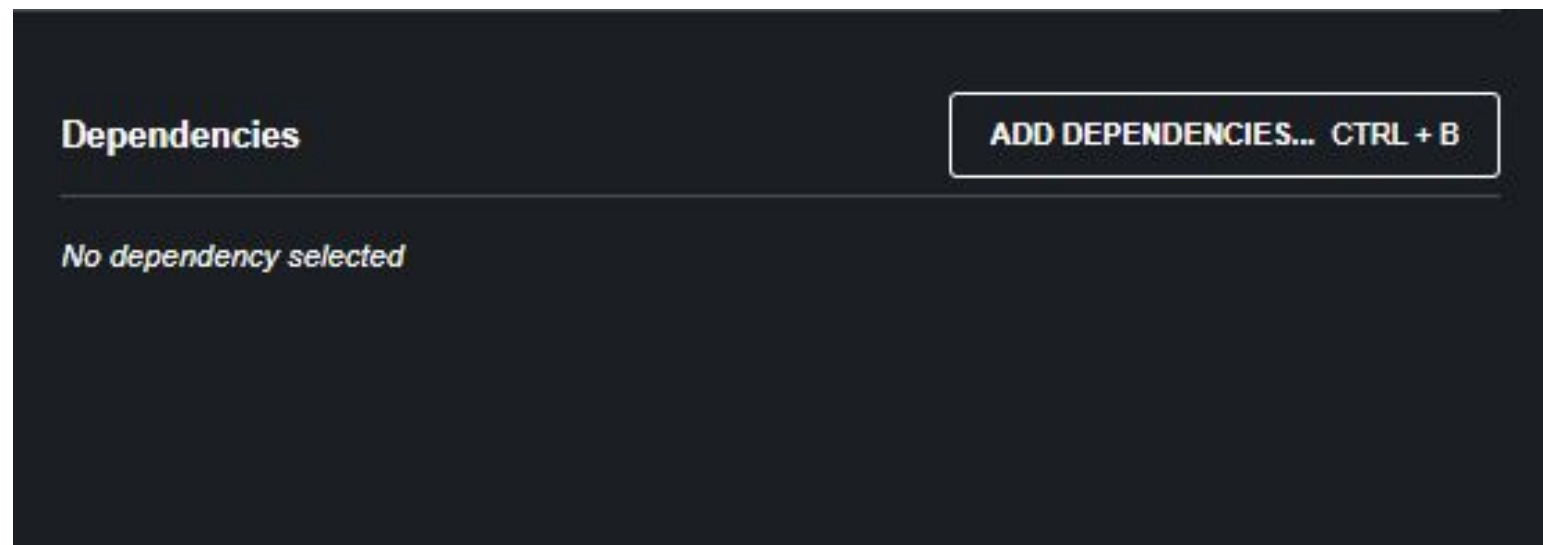 Dependencies
ADD DEPENDENCIES... CTRL + B
No dependency selected